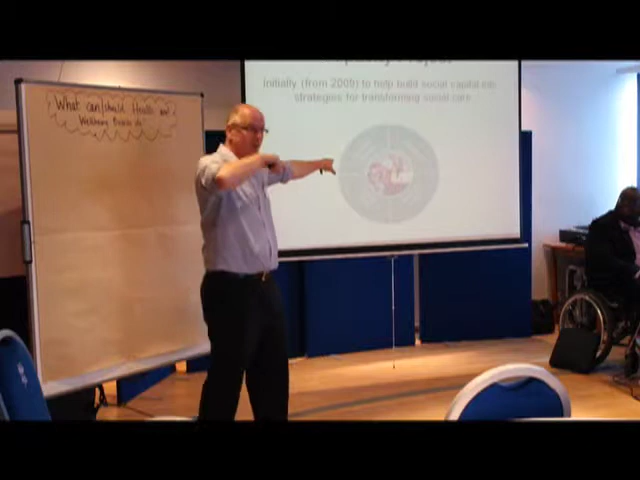 What can/should Health and
Wellbeing Boards do
Project
initially (from 2009) to help build social capital into
strategies for transforming social care